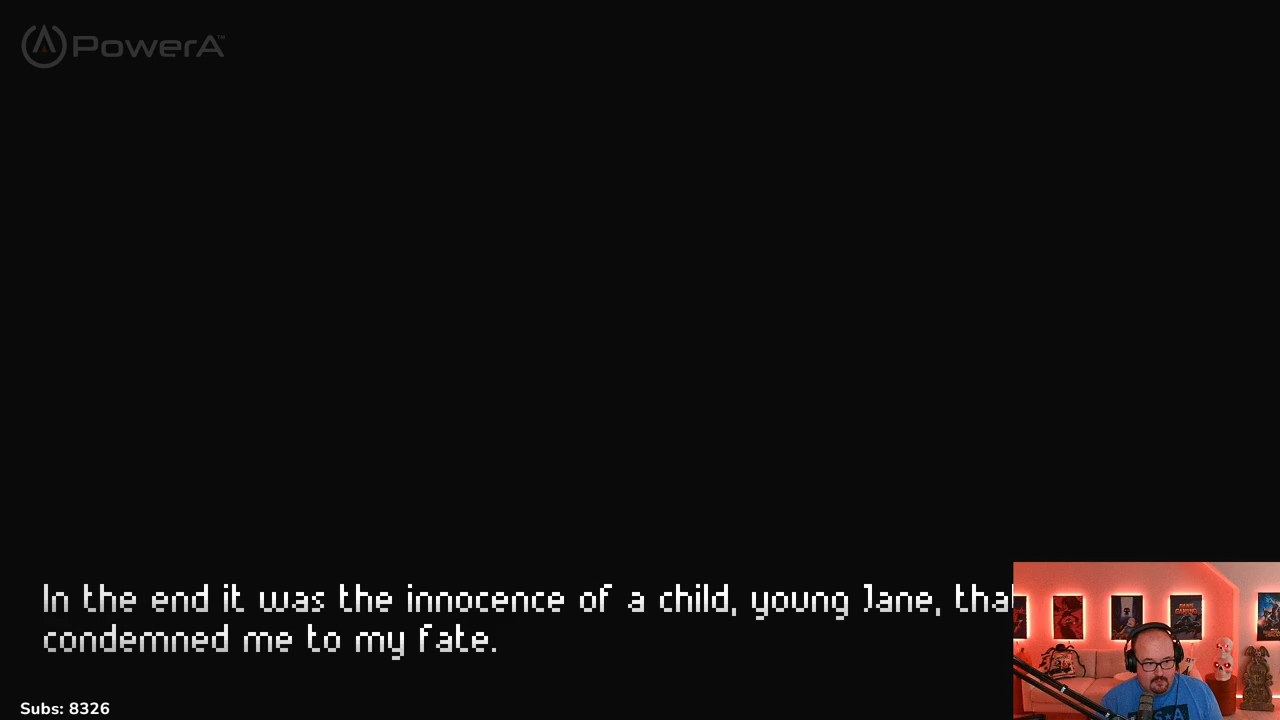 PowerA™
In the end it was the innocence of a child, young Jane, tha
condemned me to my fate.
Subs: 8326